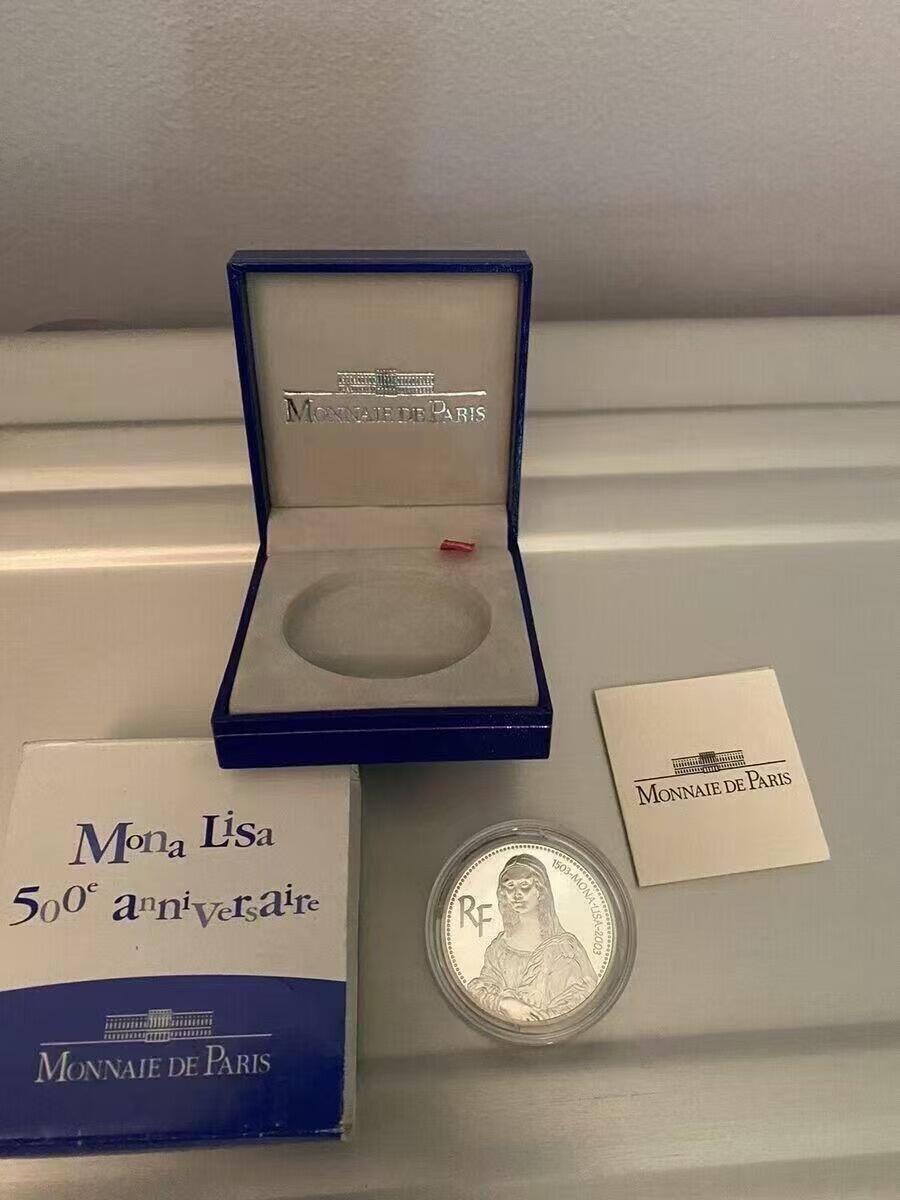 MONNAIE DE PARIS
MONNAIE DE PARIS
Mona Lisa
500e anniversaire
MONNAIE DE PARIS
RF
1503-MONA-LISA-2003